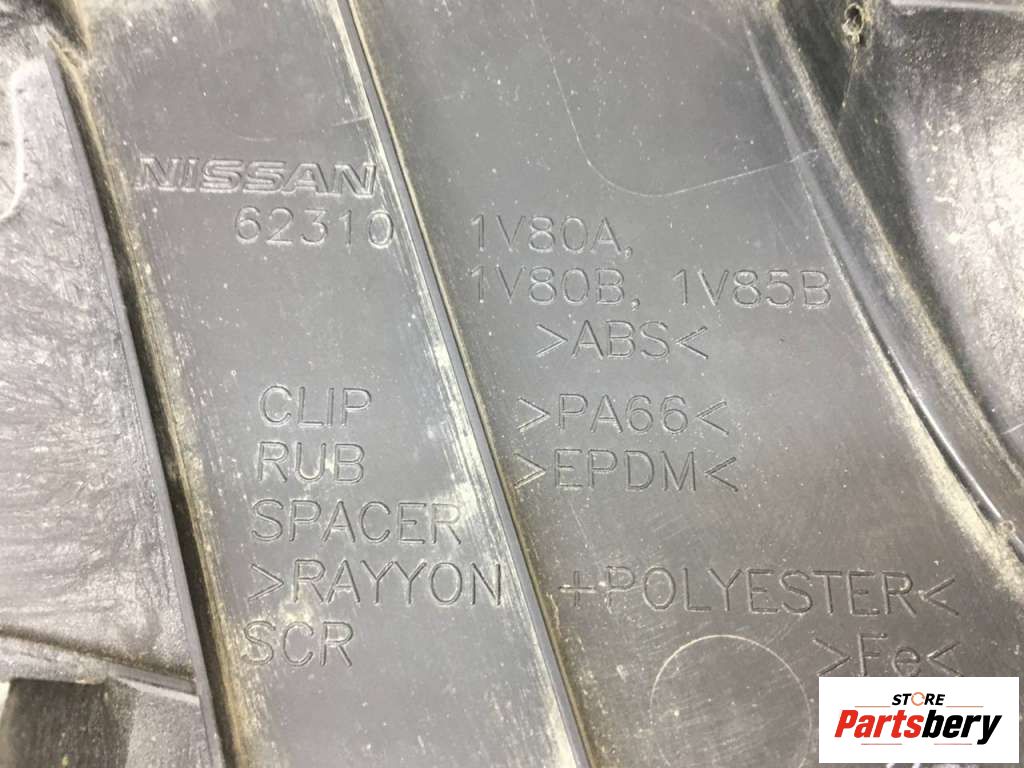 NISSAN
62310 1V80A,
1V80B, 1V85B
>ABS<
CLIP >PA66<
RUB >EPDM<
SPACER
>RAYYON +POLYESTER<
SCR >Fe<
STORE
Partsbery